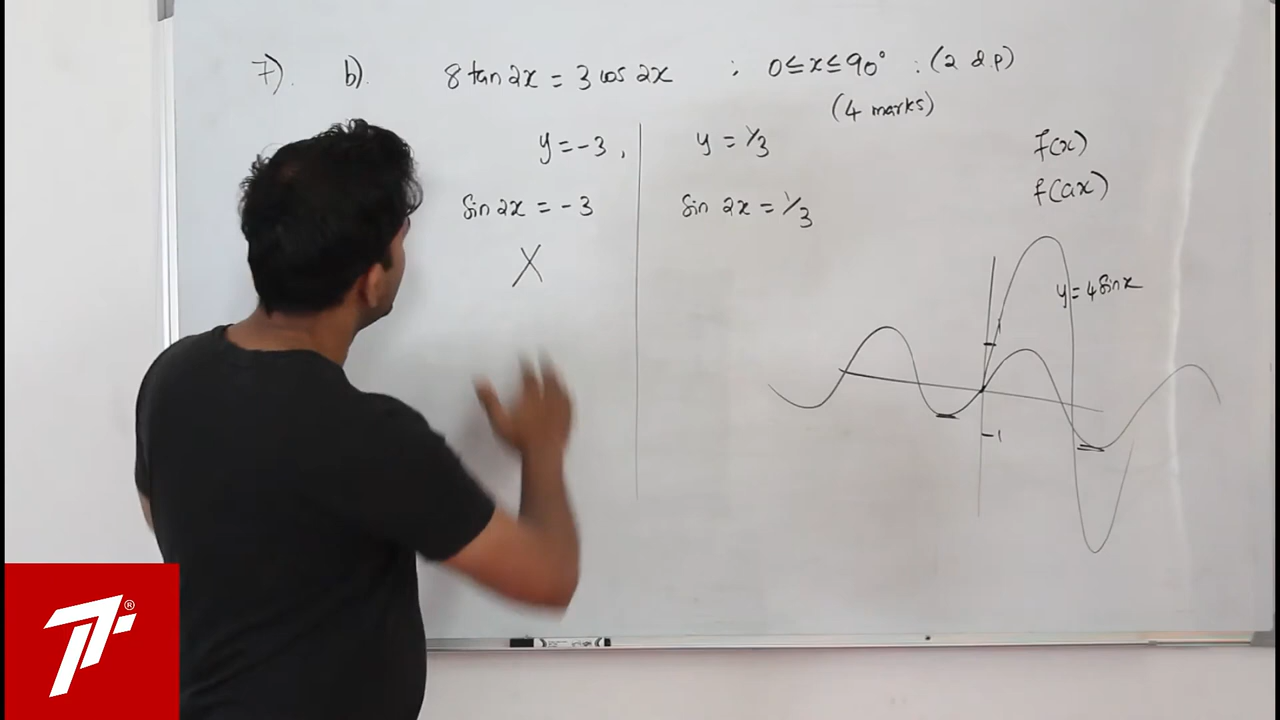 7). b). 8 tan 2x = 3 cos 2x ; 0 ≤ x ≤ 90° : (2 d.p)
(4 marks)
y = -3 , y = 1/3
sin 2x = -3 sin 2x = 1/3
X
f(x)
f(ax)
y = 4 sin x
1
-1
®